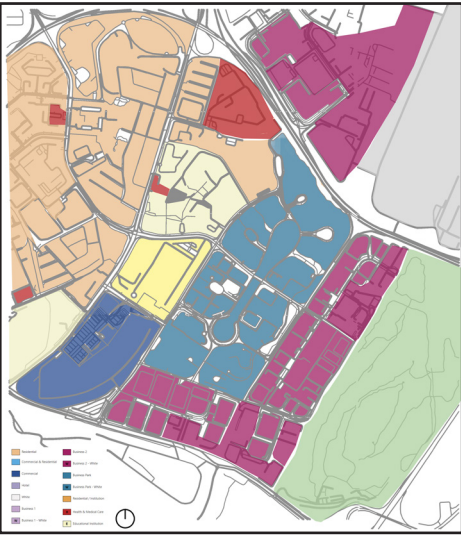 Residential
Commercial & Residential
Commercial
Hotel
White
Business 1
Business 1 - White
Business 2
Business 2 - White
Business Park
Business Park - White
Residential / Institution
Health & Medical Care
Educational Institution